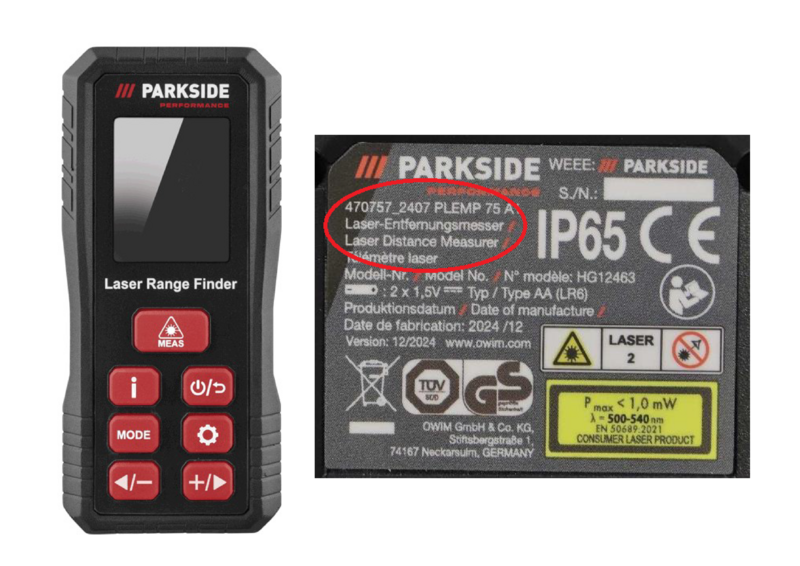 PARKSIDE
PERFORMANCE
Laser Range Finder
MEAS
i
⏻/⮌
MODE
◀/−
+/▶
PARKSIDE WEEE: PARKSIDE
PERFORMANCE
S./N.:
470757_2407 PLEMP 75 A1
Laser-Entfernungsmesser /
Laser Distance Measurer /
Télémètre laser
IP65 CE
Modell-Nr. / Model No. / N° modèle: HG12463
: 2 x 1,5V Typ / Type AA (LR6)
Produktionsdatum / Date of manufacture /
Date de fabrication: 2024 /12
Version: 12/2024 www.owim.com
LASER
2
TÜV
SÜD
GS
OWIM GmbH & Co. KG,
Stiftsbergstraße 1,
74167 Neckarsulm, GERMANY
Pmax < 1,0 mW
λ = 500-540 nm
EN 50689:2021
CONSUMER LASER PRODUCT